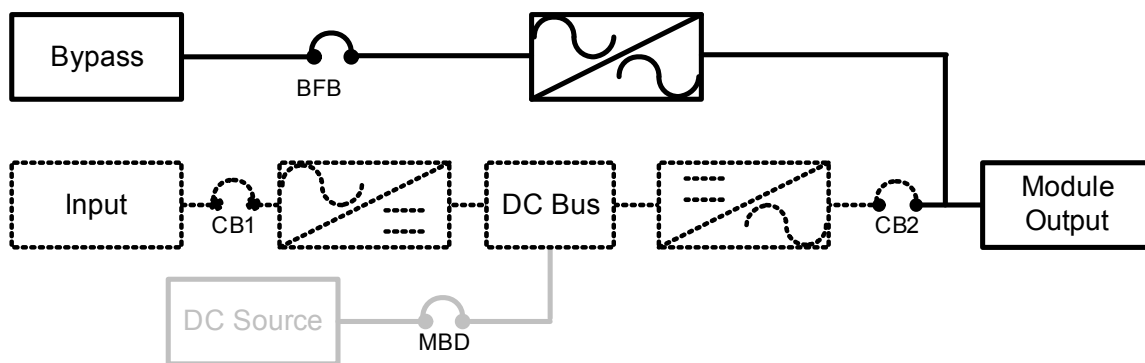 Bypass
BFB
Input
CB1
DC Bus
CB2
Module
Output
DC Source
MBD